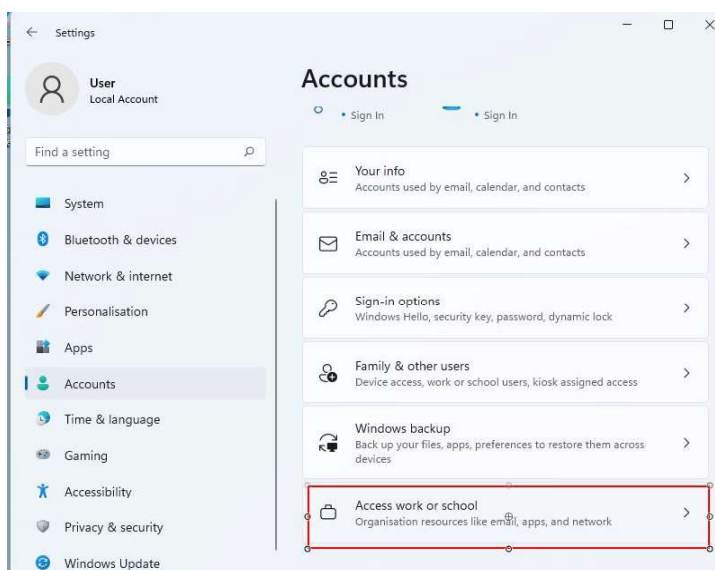 Settings
User
Local Account
Find a setting
System
Bluetooth & devices
Network & internet
Personalisation
Apps
Accounts
Time & language
Gaming
Accessibility
Privacy & security
Windows Update
Accounts
• Sign In • Sign In
Your info
Accounts used by email, calendar, and contacts
Email & accounts
Accounts used by email, calendar, and contacts
Sign-in options
Windows Hello, security key, password, dynamic lock
Family & other users
Device access, work or school users, kiosk assigned access
Windows backup
Back up your files, apps, preferences to restore them across
devices
Access work or school
Organisation resources like email, apps, and network